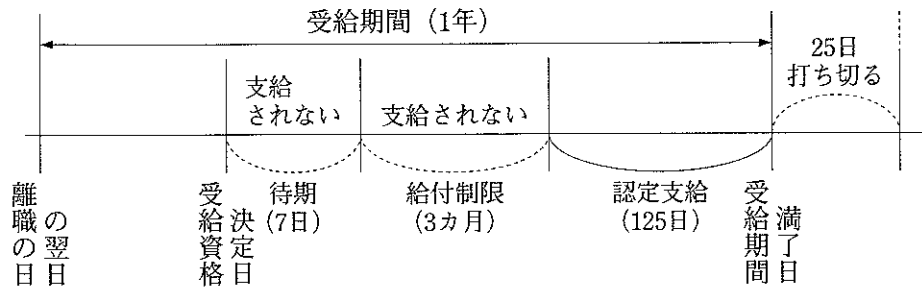 受給期間(1年)
25日
打ち切る
支給
されない
支給されない
離職の日
の翌日
受給資格
決定日
待期
(7日)
給付制限
(3カ月)
認定支給
(125日)
受給期間
満了日